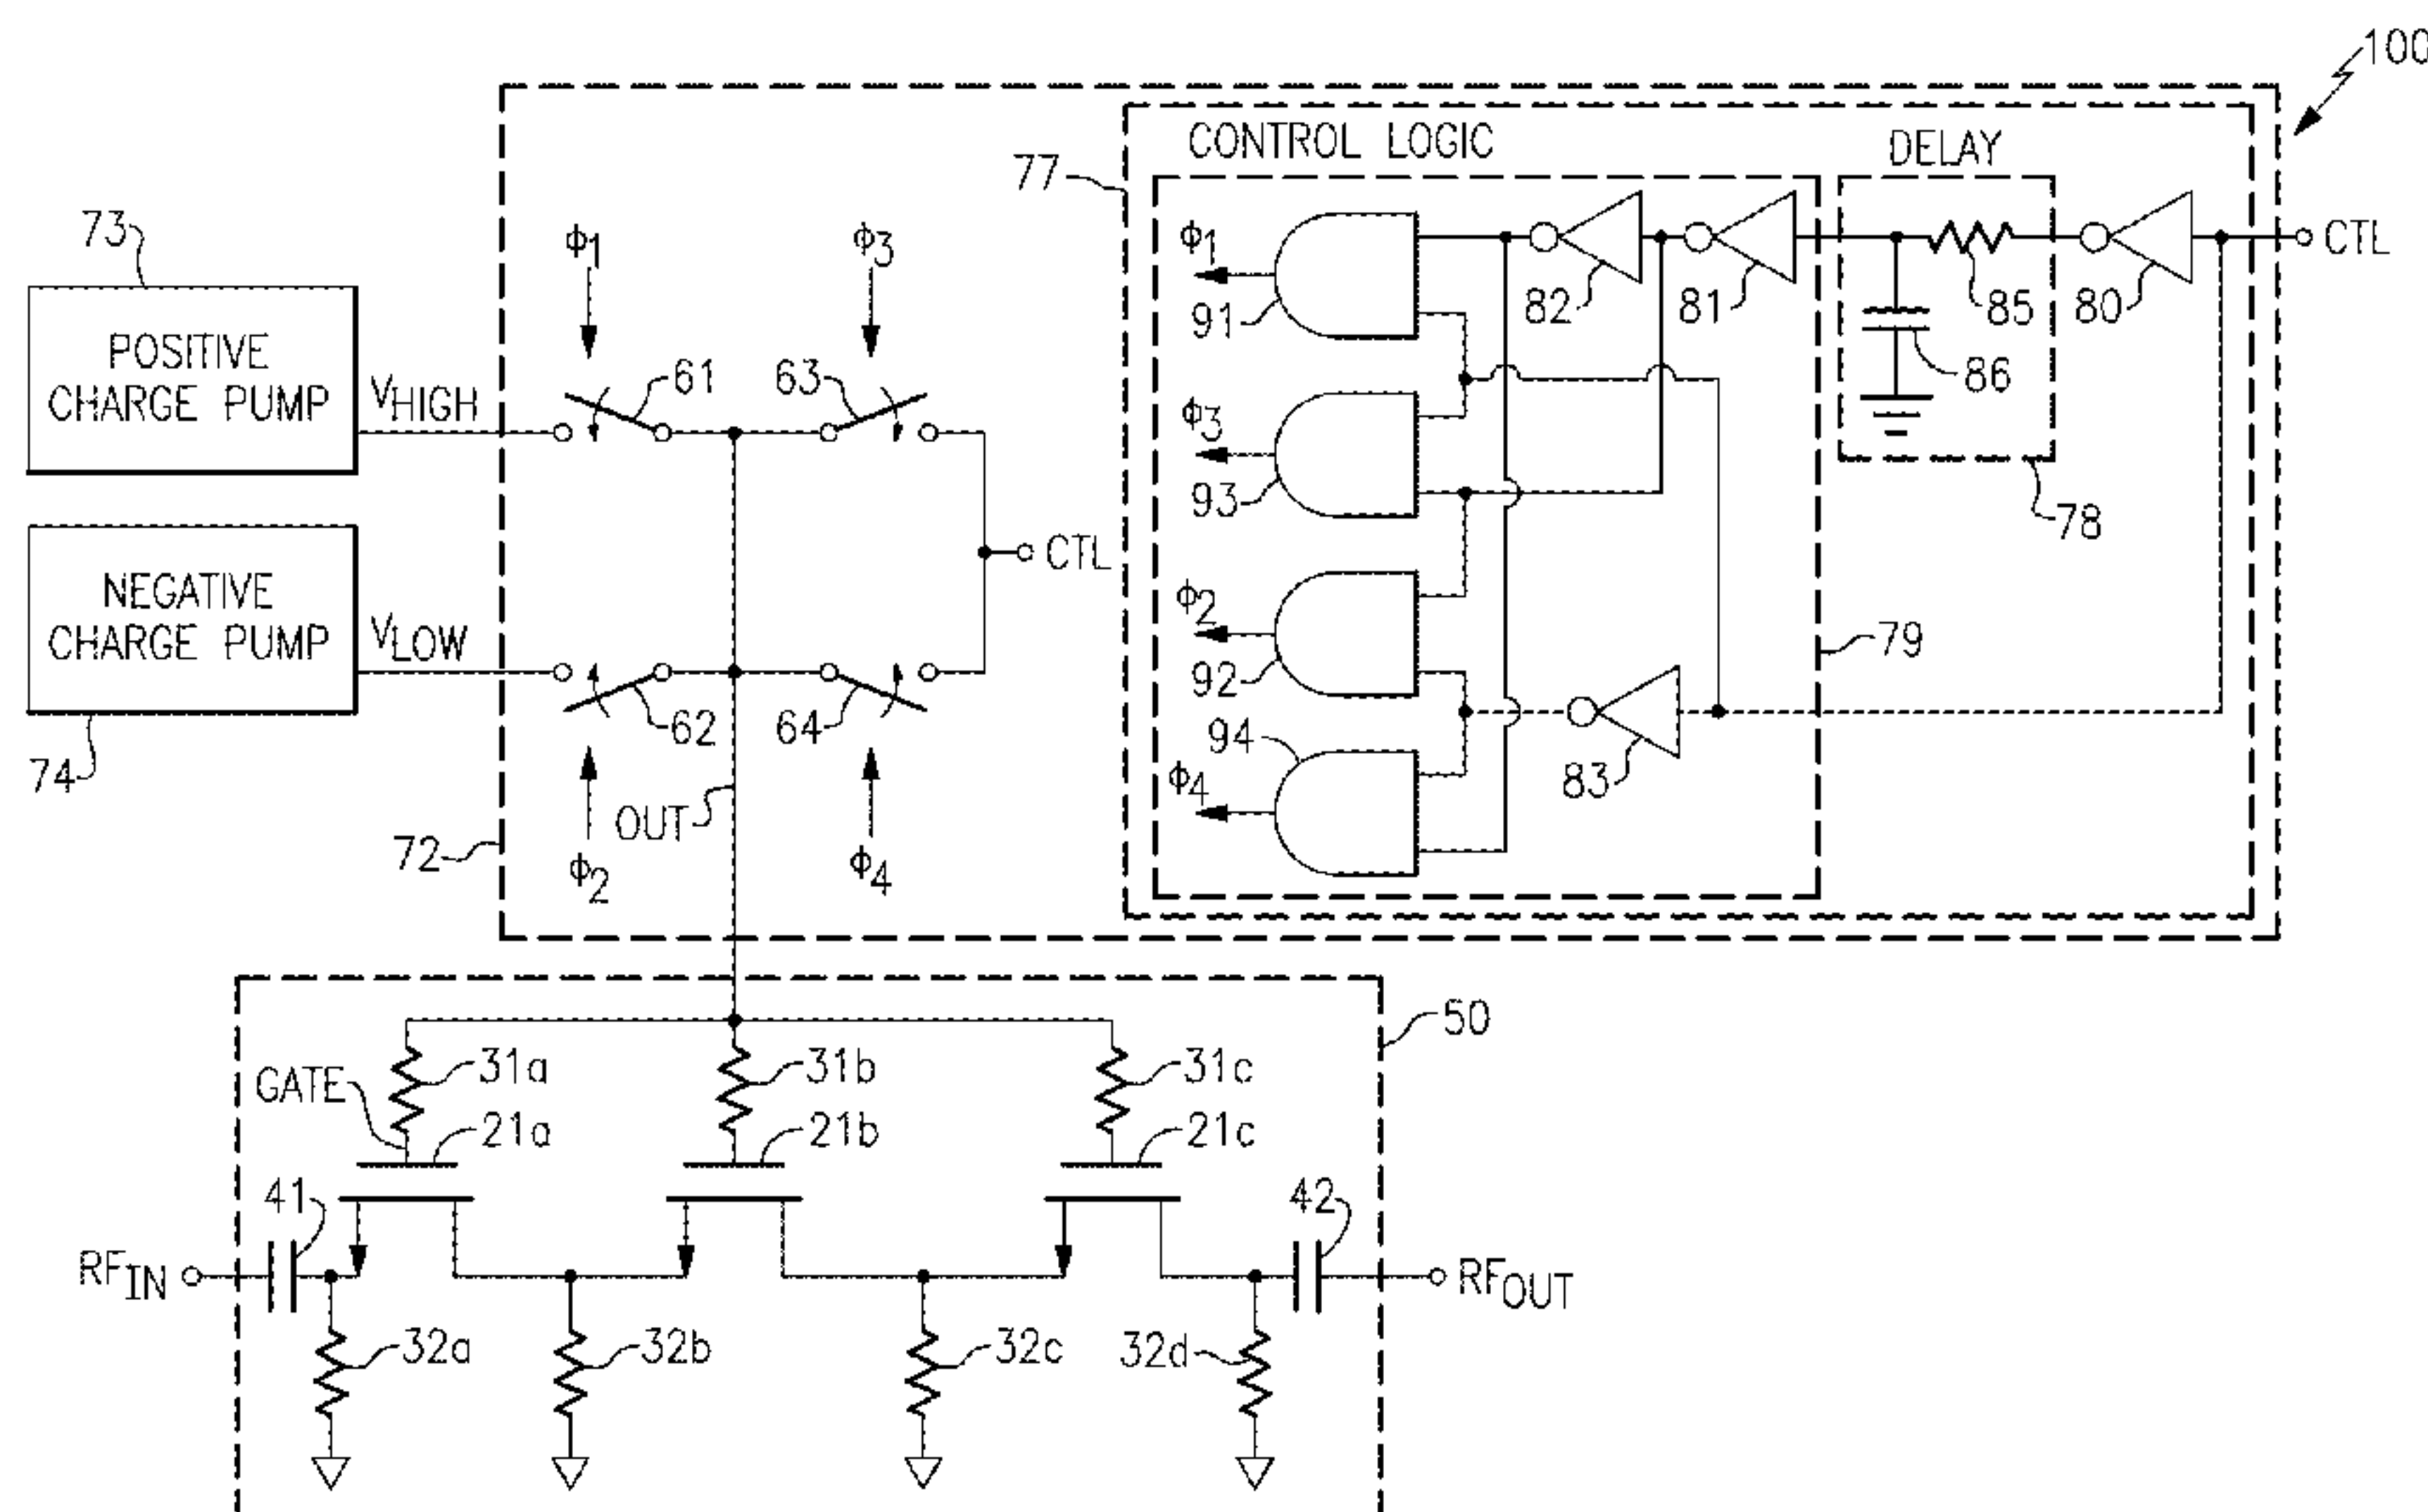 100
CONTROL LOGIC
DELAY
77
73
ϕ1
ϕ3
ϕ1
CTL
91
82
81
85
80
POSITIVE
CHARGE PUMP
VHIGH
61
63
86
ϕ3
93
78
CTL
NEGATIVE
CHARGE PUMP
VLOW
ϕ2
92
79
74
62
64
94
ϕ4
83
OUT
72
ϕ2
ϕ4
50
GATE
31a
31b
31c
21a
21b
21c
41
42
RFIN
RFOUT
32a
32b
32c
32d